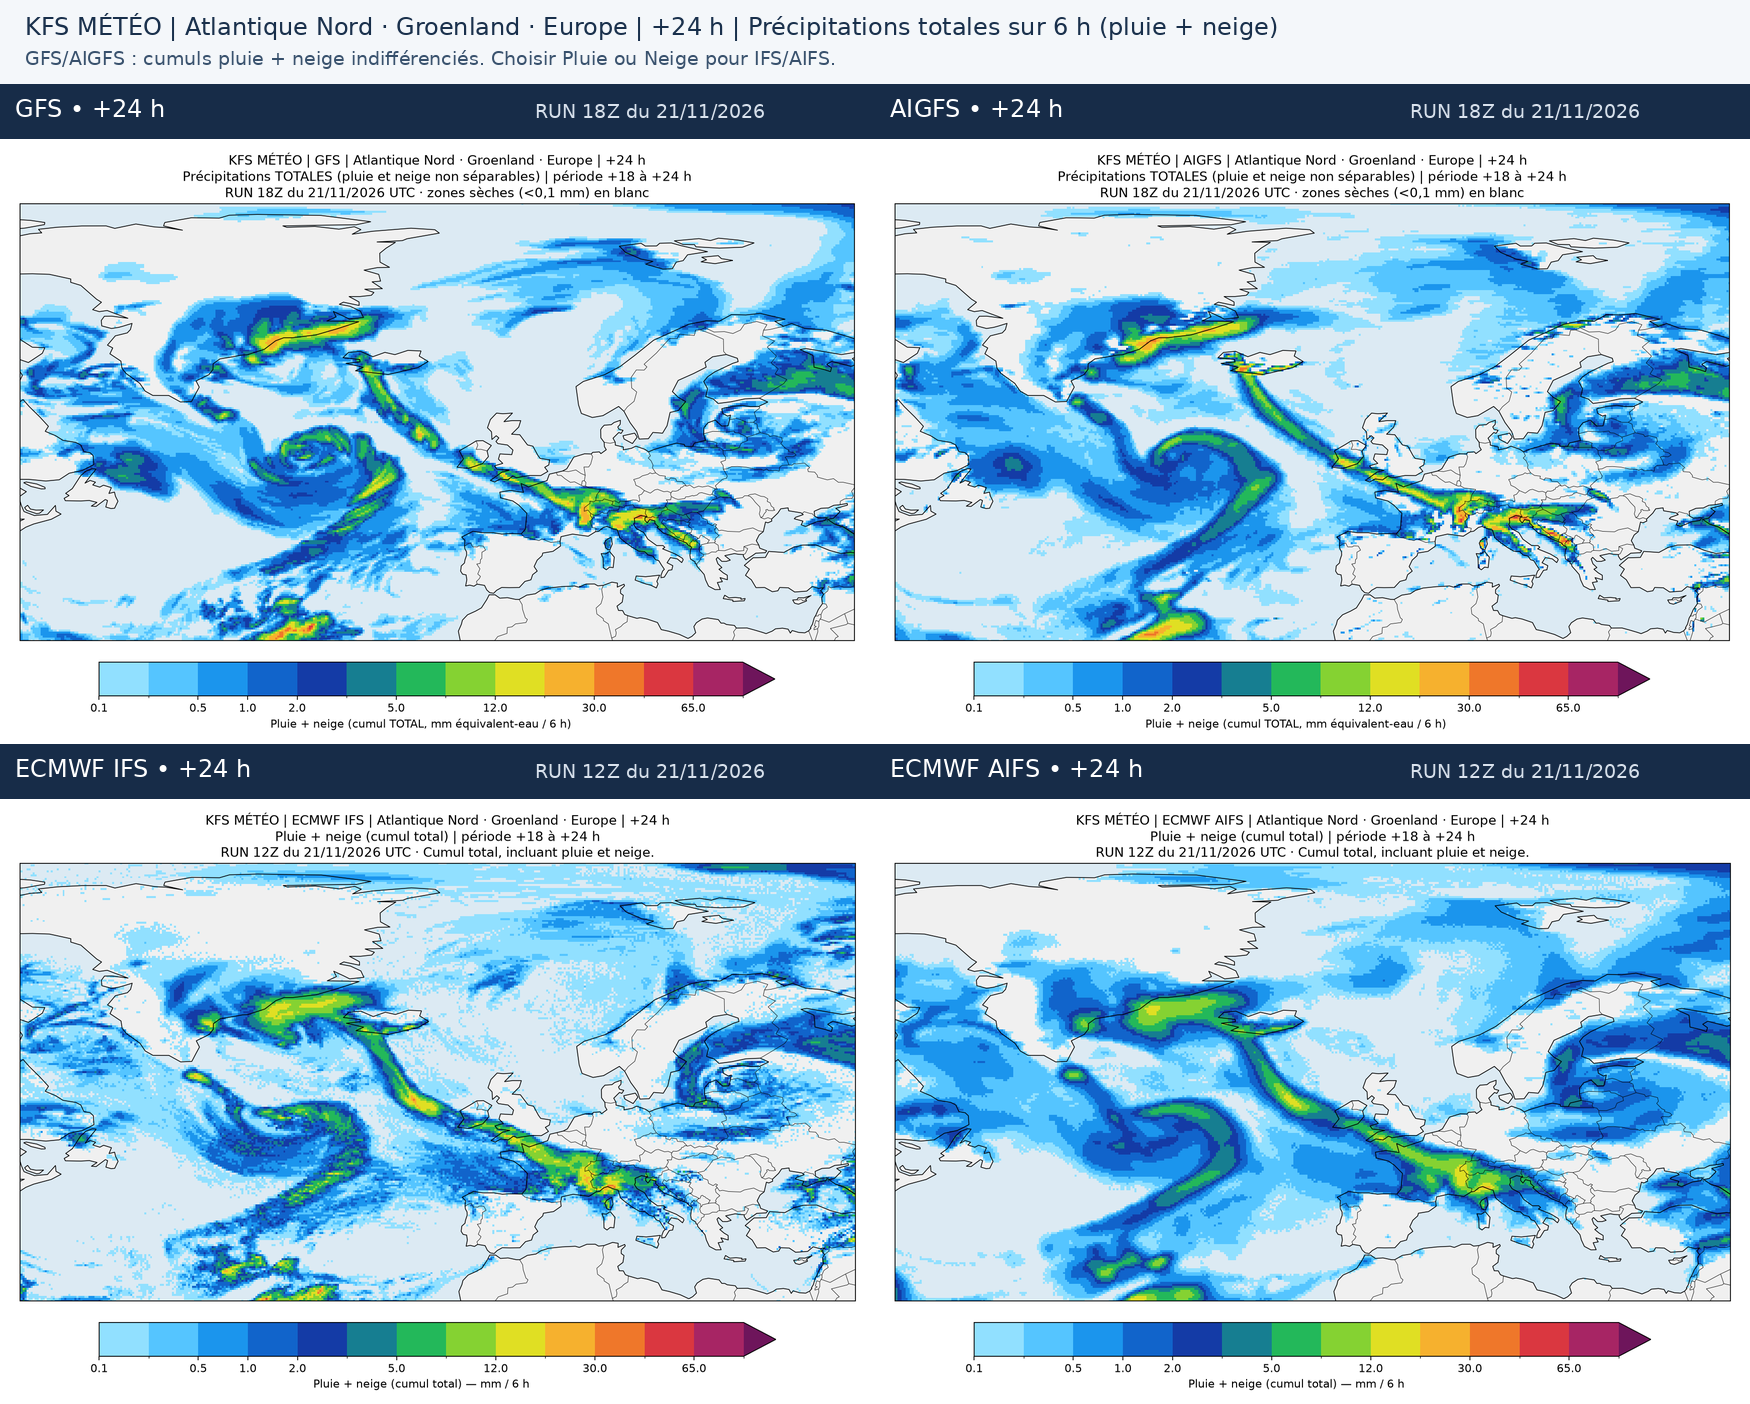 KFS MÉTÉO | Atlantique Nord · Groenland · Europe | +24 h | Précipitations totales sur 6 h (pluie + neige)
GFS/AIGFS : cumuls pluie + neige indifférenciés. Choisir Pluie ou Neige pour IFS/AIFS.
GFS • +24 h RUN 18Z du 21/11/2026
KFS MÉTÉO | GFS | Atlantique Nord · Groenland · Europe | +24 h
Précipitations TOTALES (pluie et neige non séparables) | période +18 à +24 h
RUN 18Z du 21/11/2026 UTC · zones sèches (<0,1 mm) en blanc
0.1 0.5 1.0 2.0 5.0 12.0 30.0 65.0
Pluie + neige (cumul TOTAL, mm équivalent-eau / 6 h)
AIGFS • +24 h RUN 18Z du 21/11/2026
KFS MÉTÉO | AIGFS | Atlantique Nord · Groenland · Europe | +24 h
Précipitations TOTALES (pluie et neige non séparables) | période +18 à +24 h
RUN 18Z du 21/11/2026 UTC · zones sèches (<0,1 mm) en blanc
0.1 0.5 1.0 2.0 5.0 12.0 30.0 65.0
Pluie + neige (cumul TOTAL, mm équivalent-eau / 6 h)
ECMWF IFS • +24 h RUN 12Z du 21/11/2026
KFS MÉTÉO | ECMWF IFS | Atlantique Nord · Groenland · Europe | +24 h
Pluie + neige (cumul total) | période +18 à +24 h
RUN 12Z du 21/11/2026 UTC · Cumul total, incluant pluie et neige.
0.1 0.5 1.0 2.0 5.0 12.0 30.0 65.0
Pluie + neige (cumul total) — mm / 6 h
ECMWF AIFS • +24 h RUN 12Z du 21/11/2026
KFS MÉTÉO | ECMWF AIFS | Atlantique Nord · Groenland · Europe | +24 h
Pluie + neige (cumul total) | période +18 à +24 h
RUN 12Z du 21/11/2026 UTC · Cumul total, incluant pluie et neige.
0.1 0.5 1.0 2.0 5.0 12.0 30.0 65.0
Pluie + neige (cumul total) — mm / 6 h